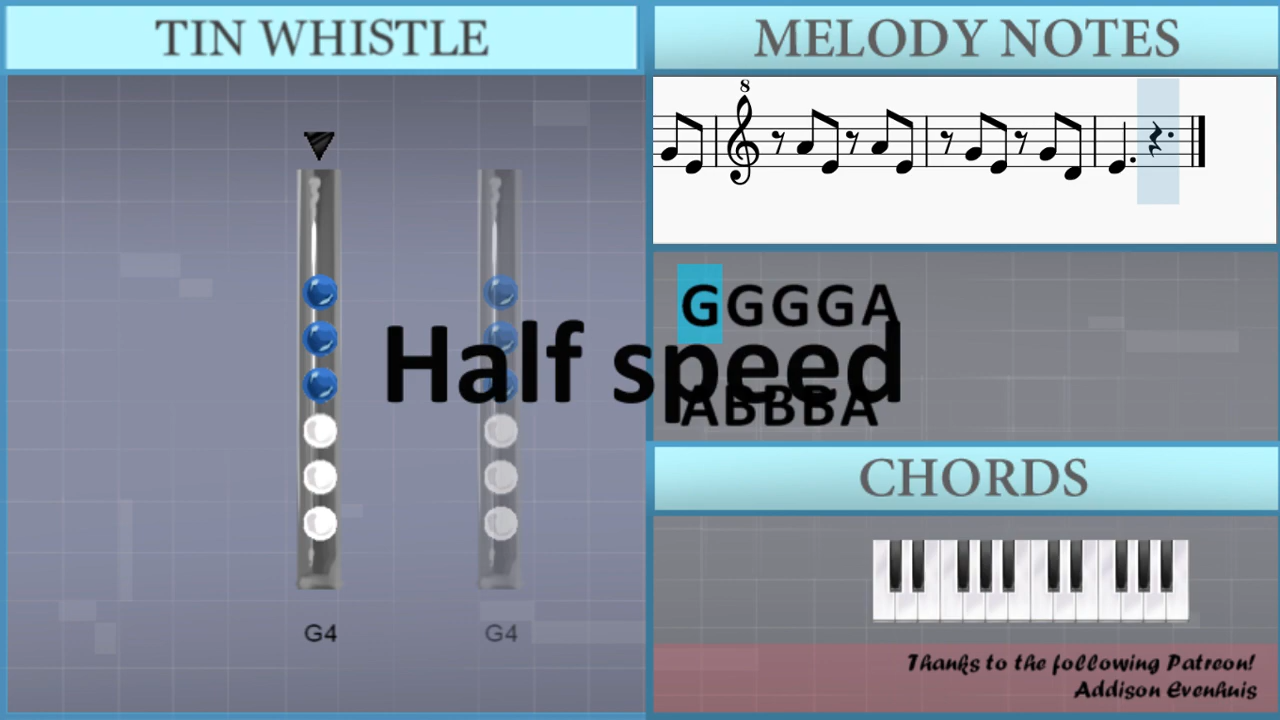 TIN WHISTLE
MELODY NOTES
8
GGGGA
Half speed
ABBBA
CHORDS
G4
G4
Thanks to the following Patreon!
Addison Evenhuis